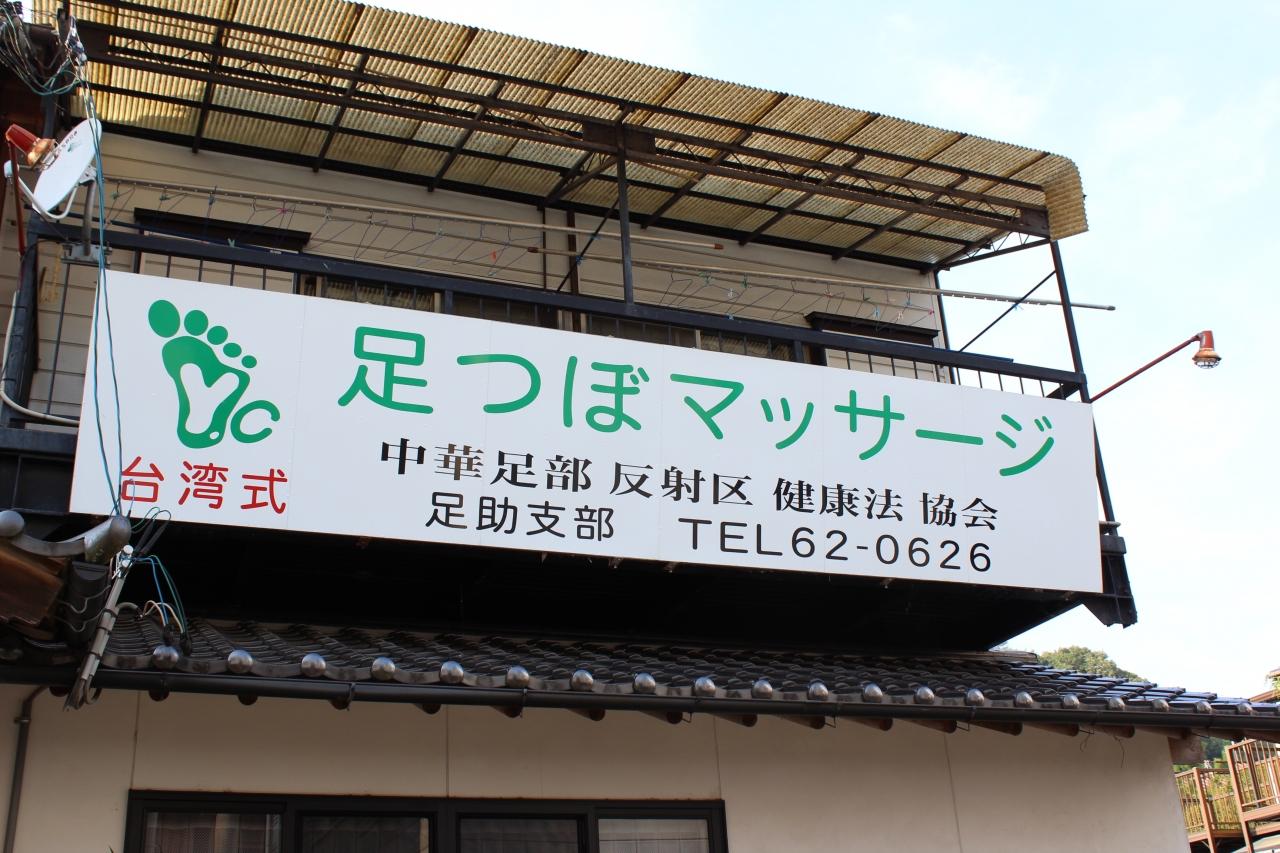 足つぼマッサージ
台湾式
中華足部 反射区 健康法 協会
足助支部 TEL62-0626